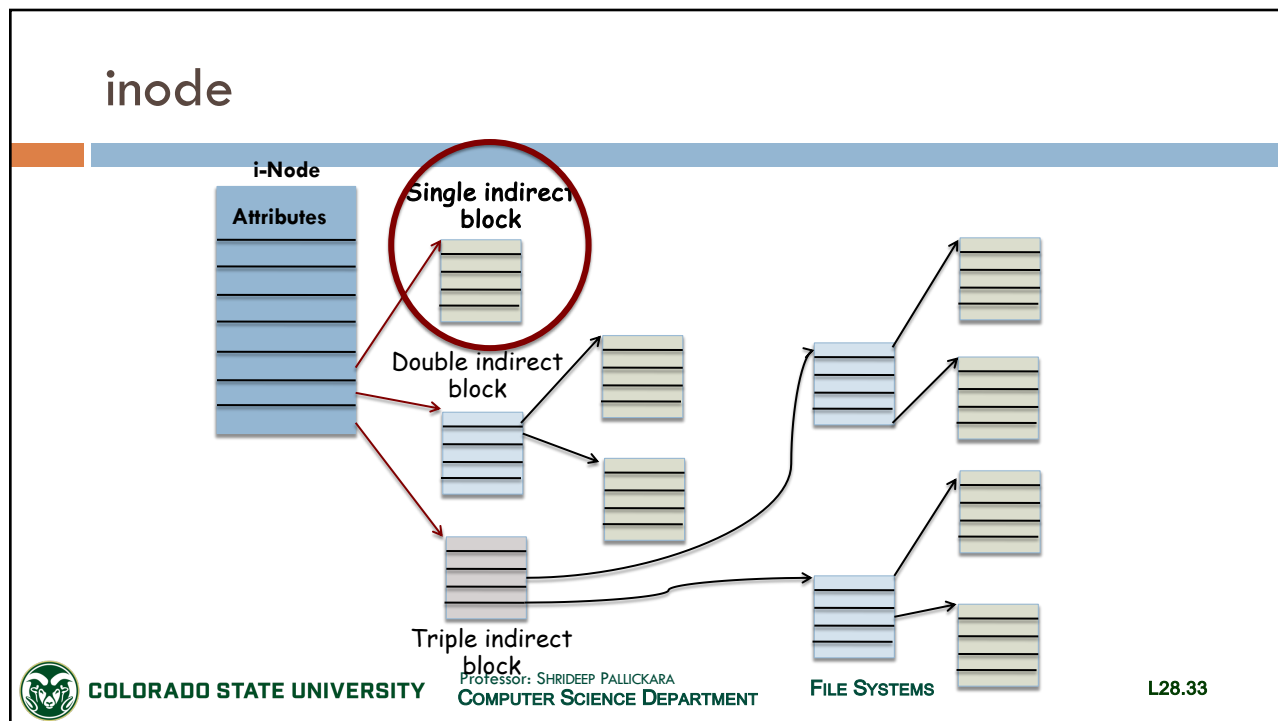 inode
i-Node
Attributes
Single indirect
block
Double indirect
block
Triple indirect
block
COLORADO STATE UNIVERSITY
Professor: SHRIDEEP PALLICKARA
COMPUTER SCIENCE DEPARTMENT
FILE SYSTEMS
L28.33